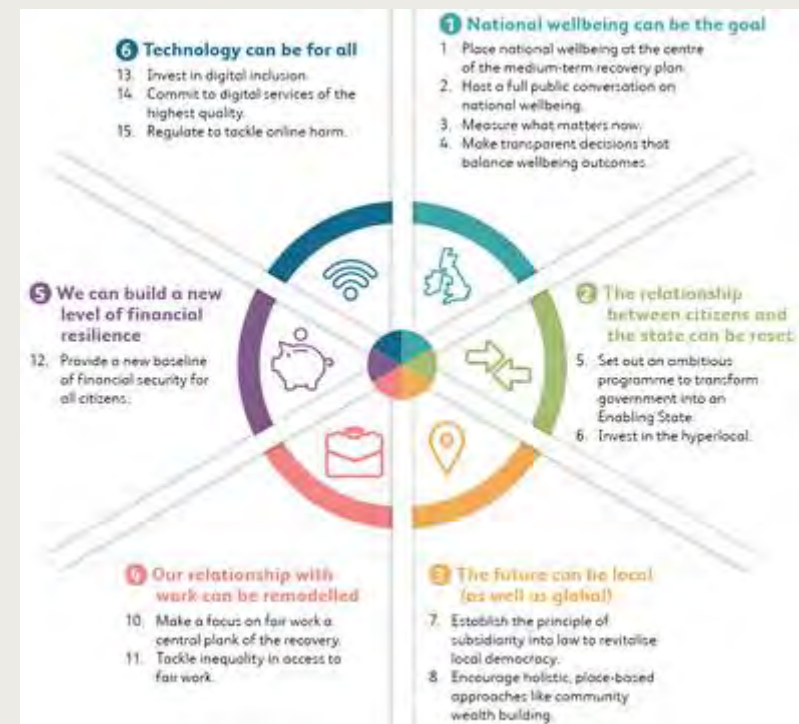 1 National wellbeing can be the goal
1 Place national wellbeing at the centre
of the medium-term recovery plan
2. Host a full public conversation on
national wellbeing.
3. Measure what matters now.
4. Make transparent decisions that
balance wellbeing outcomes.
2 The relationship
between citizens and
the state can be reset
5. Set out an ambitious
programme to transform
government into an
Enabling State
6. Invest in the hyperlocal.
3 The future can be local
(as well as global)
7. Establish the principle of
subsidiarity into law to revitalise
local democracy.
8 Encourage holistic, place-based
approaches like community
wealth building
4 Our relationship with
work can be remodelled
10. Make a focus on fair work a
central plank of the recovery.
11. Tackle inequality in access to
fair work.
5 We can build a new
level of financial
resilience
12. Provide a new baseline
of financial security for
all citizens.
6 Technology can be for all
13. Invest in digital inclusion.
14. Commit to digital services of the
highest quality.
15. Regulate to tackle online harm.